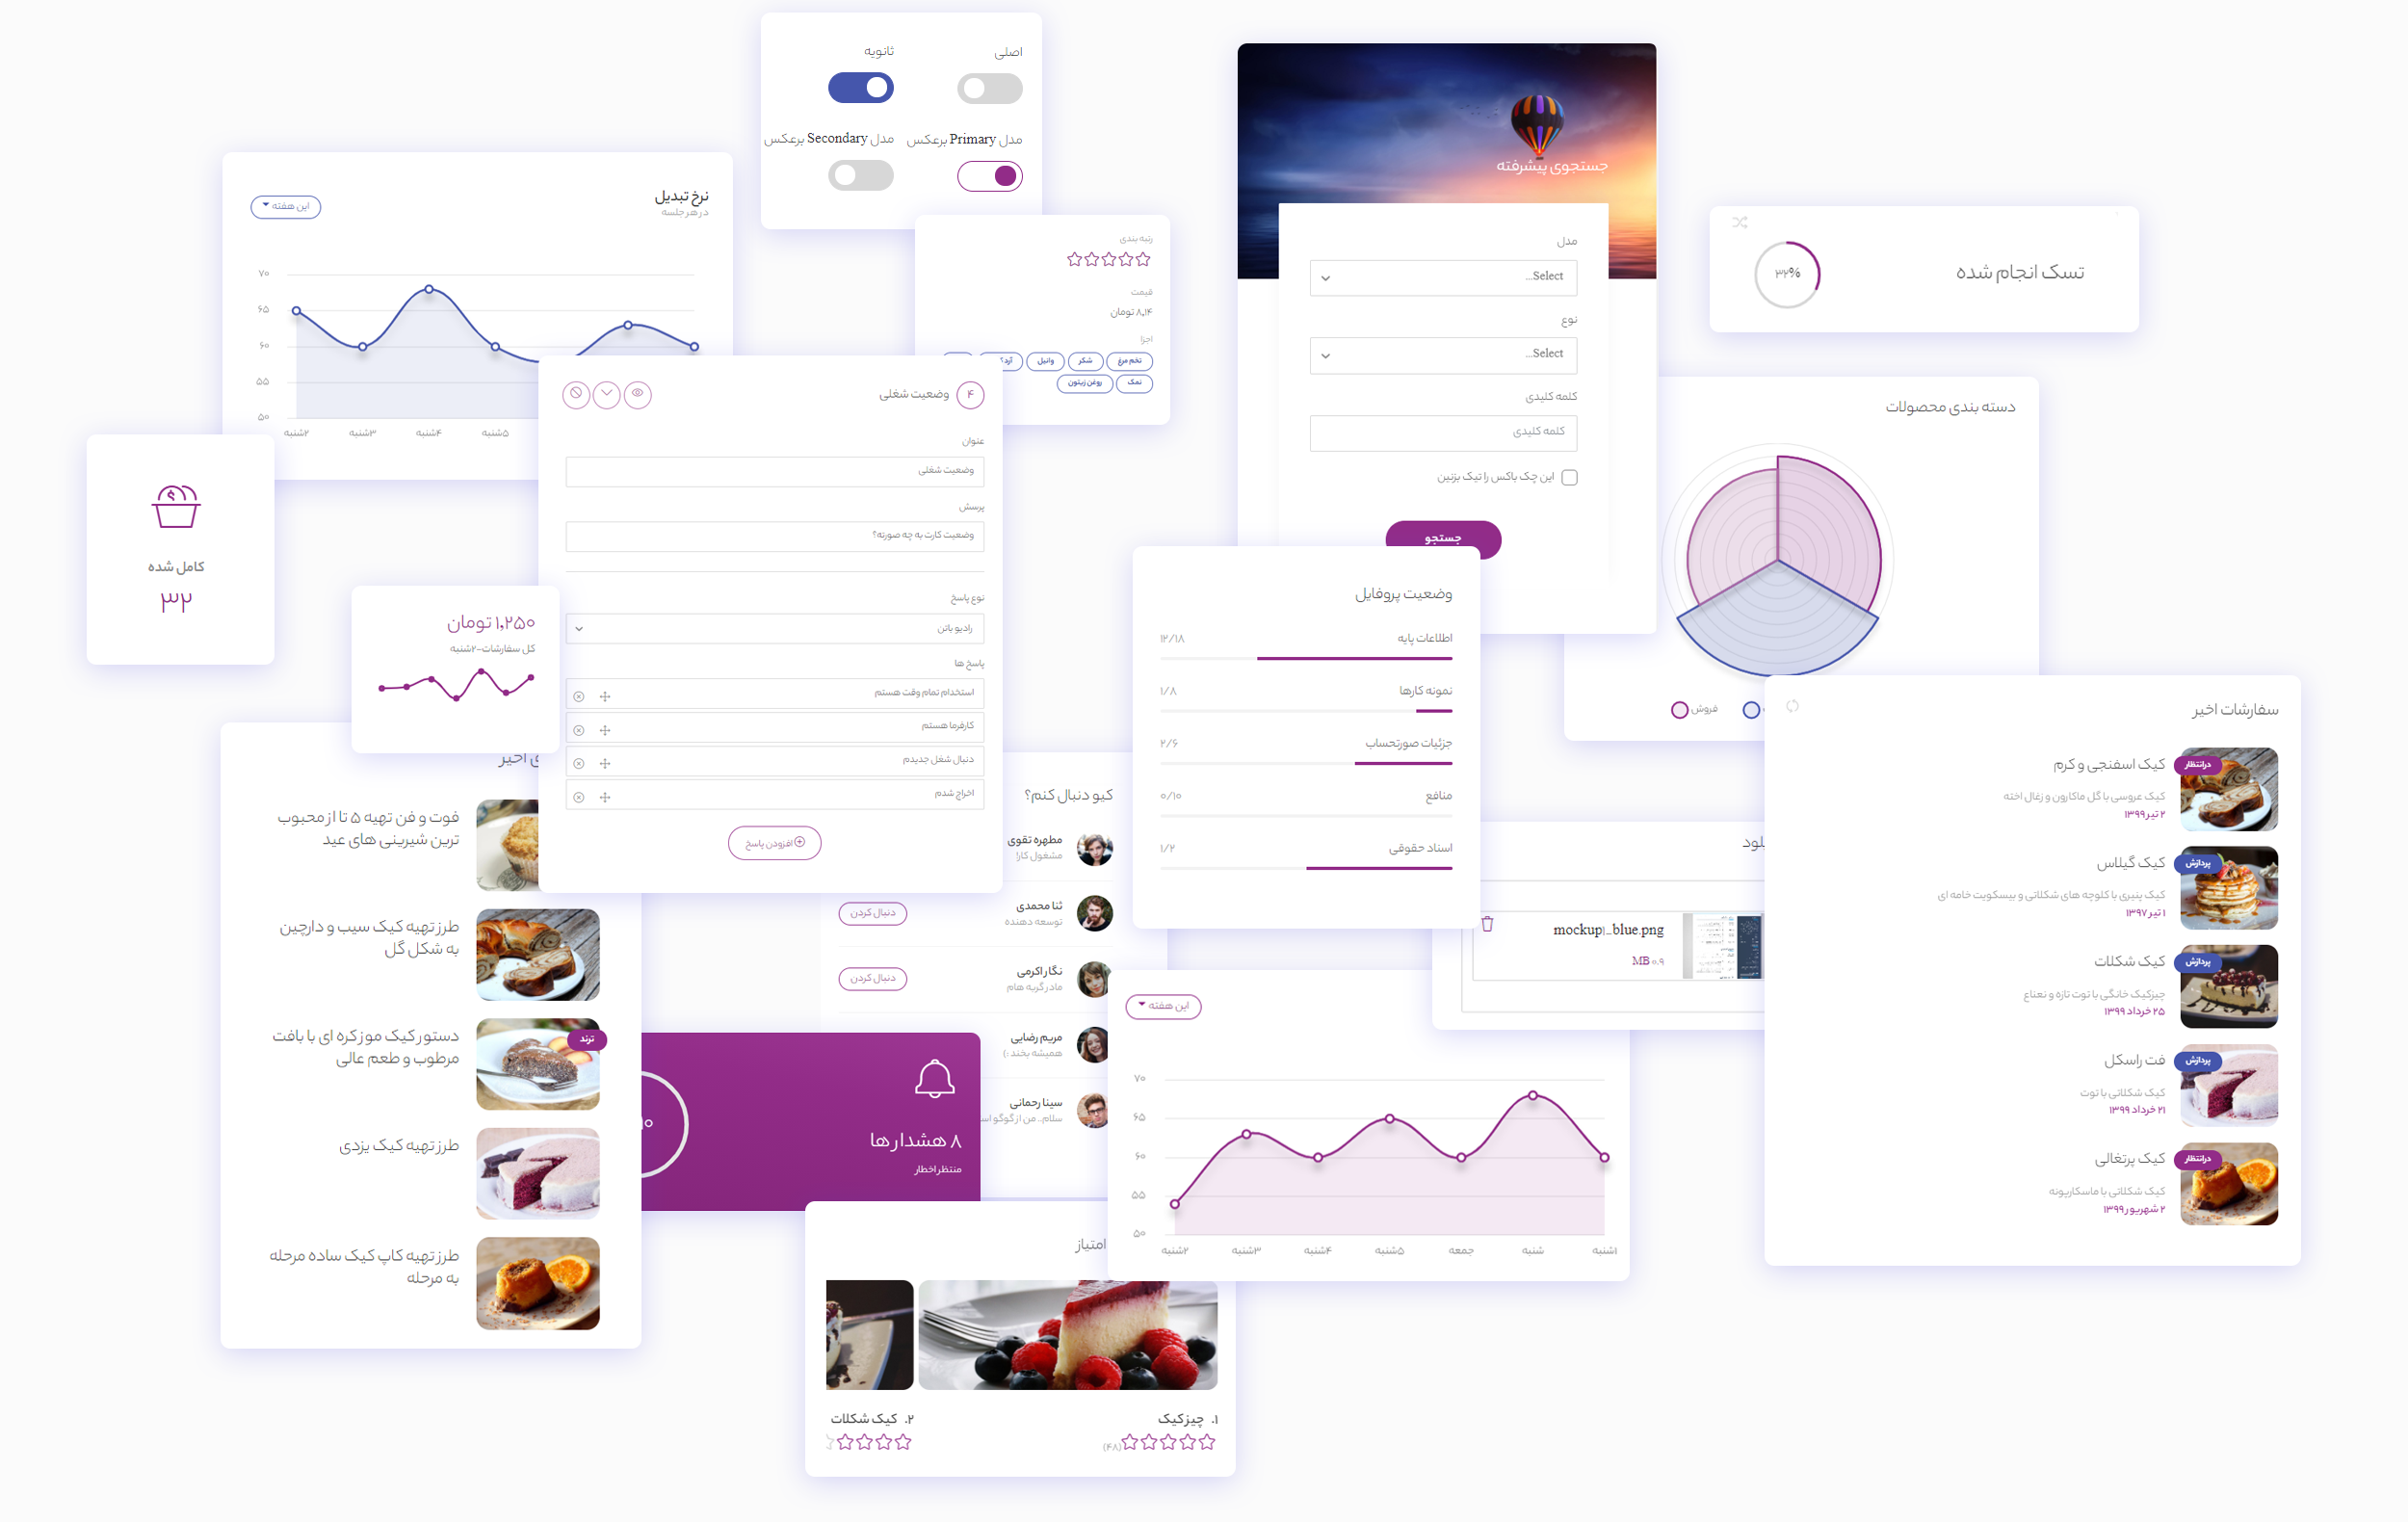 اصلی
ثانویه
مدل Primary برعکس
مدل Secondary برعکس
جستجوی پیشرفته
مدل
Select...
نوع
Select...
کلمه کلیدی
کلمه کلیدی
این چک باکس را تیک بزنین
جستجو
تسک انجام شده
۳۲%
نرخ تبدیل
در هر جلسه
این هفته
۷۰
۶۵
۶۰
۵۵
۵۰
۲شنبه
۳شنبه
۴شنبه
۵شنبه
رتبه بندی
قیمت
۸,۱۴ تومان
اجزا
تخم مرغ
شکر
وانیل
نمک
روغن زیتون
دسته بندی محصولات
فروش
۴
وضعیت شغلی
عنوان
وضعیت شغلی
پرسش
وضعیت کارت به چه صورته؟
نوع پاسخ
رادیو باتن
پاسخ ها
استخدام تمام وقت هستم
کارفرما هستم
دنبال شغل جدیدم
اخراج شدم
افزودن پاسخ
کامل شده
۳۲
۱,۲۵۰ تومان
کل سفارشات-۲شنبه
وضعیت پروفایل
اطلاعات پایه
۱۲/۱۸
نمونه کارها
۱/۸
جزئیات صورتحساب
۲/۶
منافع
۰/۱۰
اسناد حقوقی
۱/۲
سفارشات اخیر
درانتظار
کیک اسفنجی و کرم
کیک عروسی با گل ماکارون و زغال اخته
۲ تیر ۱۳۹۹
پردازش
کیک گیلاس
کیک پنیری با کلوچه های شکلاتی و بیسکویت خامه ای
۱ تیر ۱۳۹۷
پردازش
کیک شکلات
چیزکیک خانگی با توت تازه و نعناع
۲۵ خرداد ۱۳۹۹
پردازش
فت راسکل
کیک شکلاتی با توت
۲۱ خرداد ۱۳۹۹
درانتظار
کیک پرتغالی
کیک شکلاتی با ماسکارپونه
۲ شهریور ۱۳۹۹
اخیر
فوت و فن تهیه ۵ تا از محبوب
ترین شیرینی های عید
طرز تهیه کیک سیب و دارچین
به شکل گل
ترند
دستور کیک موز کره ای با بافت
مرطوب و طعم عالی
طرز تهیه کیک یزدی
طرز تهیه کاپ کیک ساده مرحله
به مرحله
کیو دنبال کنم؟
مطهره تقوی
مشغول کار!
ثنا محمدی
توسعه دهنده
دنبال کردن
نگار اکرمی
مادر گربه هام
دنبال کردن
مریم رضایی
همیشه بخند :)
سینا رحمانی
سلام.. من از گوگو
mockup۱_blue.png
MB ۰.۹
۸ هشدار ها
منتظر اخطار
این هفته
۷۰
۶۵
۶۰
۵۵
۵۰
۲شنبه
۳شنبه
۴شنبه
۵شنبه
جمعه
شنبه
۱شنبه
امتیاز
۱. چیزکیک
(۴۸)
۲. کیک شکلات